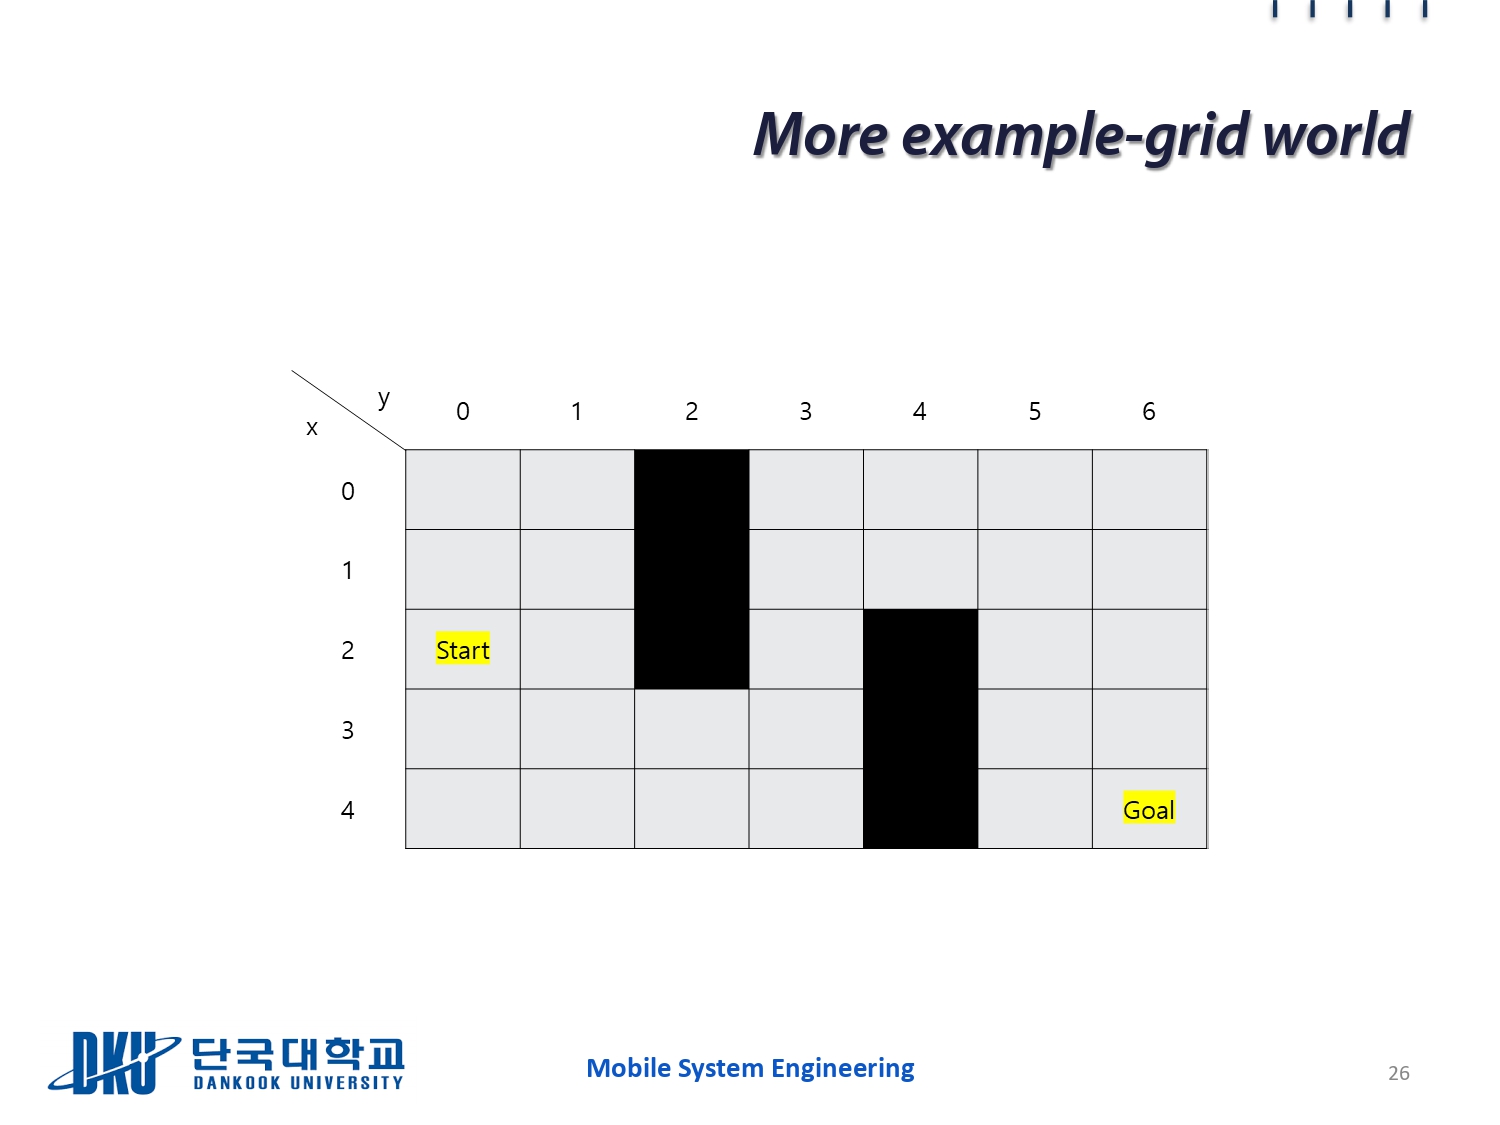 More example-grid world
y
x
0 1 2 3 4 5 6
0
1
2 Start
3
4 Goal
DKU 단국대학교
DANKOOK UNIVERSITY
Mobile System Engineering
26